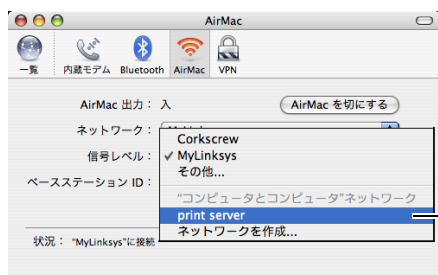 AirMac
一覧 内蔵モデム Bluetooth AirMac VPN
AirMac 出力： 入 AirMac を切にする
ネットワーク：
Corkscrew
信号レベル： ✓ MyLinksys
その他...
ベースステーション ID：
"コンピュータとコンピュータ"ネットワーク
print server
ネットワークを作成...
状況： "MyLinksys"に接続